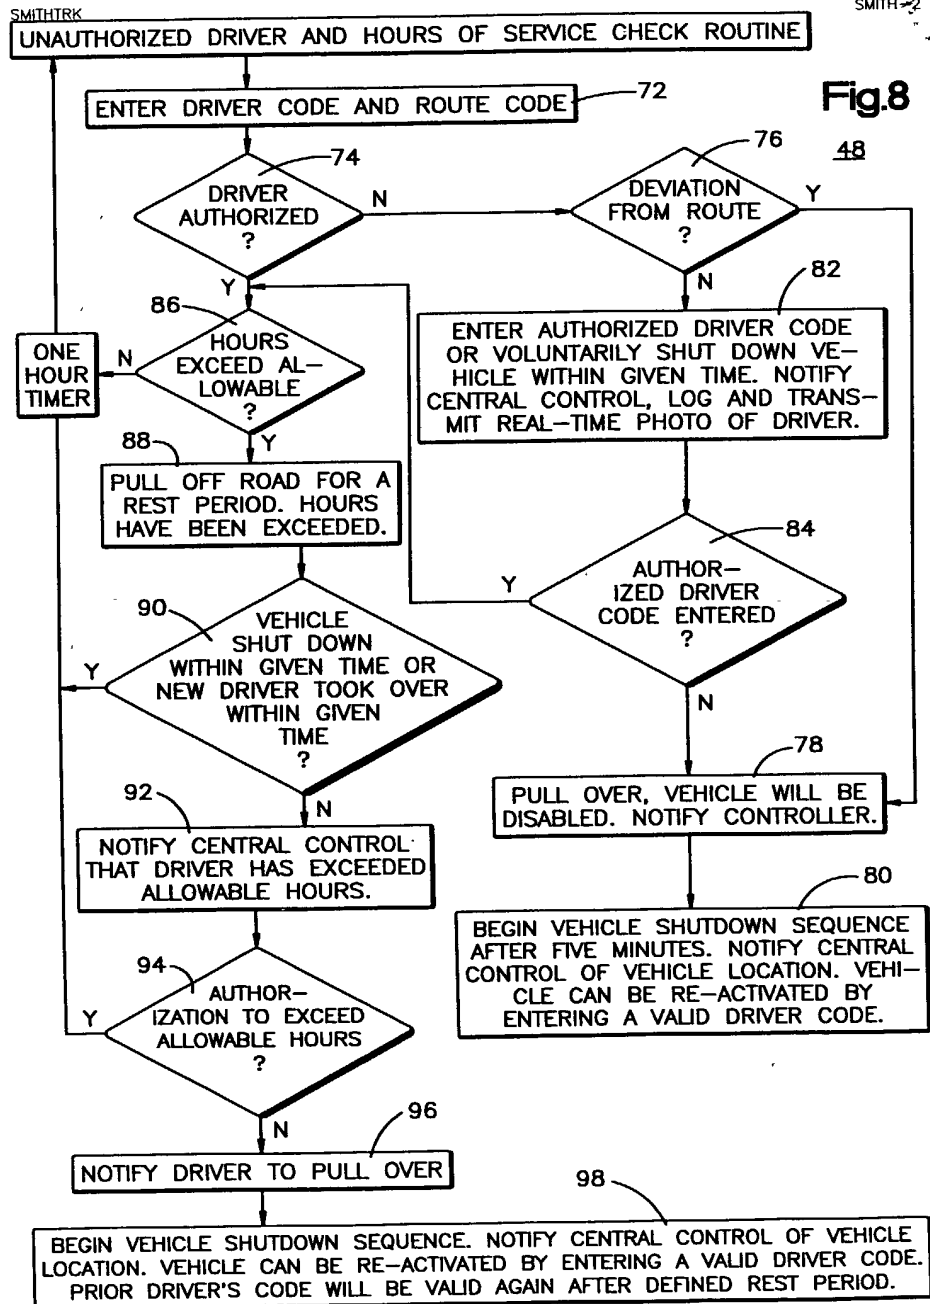 SMITHTRK
SMITH-2
UNAUTHORIZED DRIVER AND HOURS OF SERVICE CHECK ROUTINE
Fig.8
48
72
ENTER DRIVER CODE AND ROUTE CODE
74
DRIVER
AUTHORIZED
?
N
Y
76
DEVIATION
FROM ROUTE
?
Y
N
82
ENTER AUTHORIZED DRIVER CODE
OR VOLUNTARILY SHUT DOWN VE-
HICLE WITHIN GIVEN TIME. NOTIFY
CENTRAL CONTROL, LOG AND TRANS-
MIT REAL-TIME PHOTO OF DRIVER.
86
HOURS
EXCEED AL-
LOWABLE
?
N
Y
ONE
HOUR
TIMER
88
PULL OFF ROAD FOR A
REST PERIOD. HOURS
HAVE BEEN EXCEEDED.
84
AUTHOR-
IZED DRIVER
CODE ENTERED
?
Y
N
90
VEHICLE
SHUT DOWN
WITHIN GIVEN TIME OR
NEW DRIVER TOOK OVER
WITHIN GIVEN
TIME
?
Y
N
78
PULL OVER, VEHICLE WILL BE
DISABLED. NOTIFY CONTROLLER.
92
NOTIFY CENTRAL CONTROL
THAT DRIVER HAS EXCEEDED
ALLOWABLE HOURS.
80
BEGIN VEHICLE SHUTDOWN SEQUENCE
AFTER FIVE MINUTES. NOTIFY CENTRAL
CONTROL OF VEHICLE LOCATION. VEHI-
CLE CAN BE RE-ACTIVATED BY
ENTERING A VALID DRIVER CODE.
94
AUTHOR-
IZATION TO EXCEED
ALLOWABLE HOURS
?
Y
N
96
NOTIFY DRIVER TO PULL OVER
98
BEGIN VEHICLE SHUTDOWN SEQUENCE. NOTIFY CENTRAL CONTROL OF VEHICLE
LOCATION. VEHICLE CAN BE RE-ACTIVATED BY ENTERING A VALID DRIVER CODE.
PRIOR DRIVER'S CODE WILL BE VALID AGAIN AFTER DEFINED REST PERIOD.